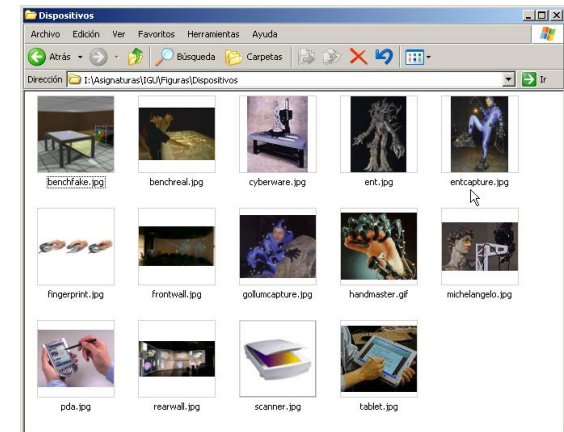 Dispositivos
Archivo Edición Ver Favoritos Herramientas Ayuda
Atrás Búsqueda Carpetas
Dirección I:\Asignaturas\IGU\Figuras\Dispositivos Ir
benchfake.jpg benchreal.jpg cyberware.jpg ent.jpg entcapture.jpg
fingerprint.jpg frontwall.jpg gollumcapture.jpg handmaster.gif michelangelo.jpg
pda.jpg rearwall.jpg scanner.jpg tablet.jpg